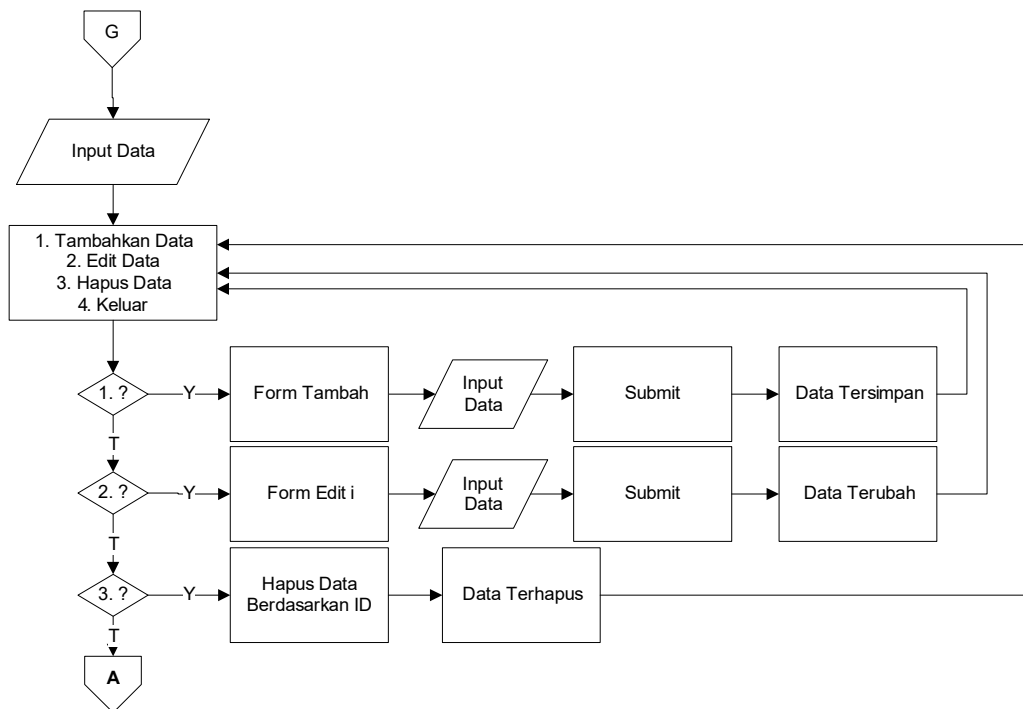 G
Input Data
1. Tambahkan Data
2. Edit Data
3. Hapus Data
4. Keluar
1. ?
Y
Form Tambah
Input
Data
Submit
Data Tersimpan
T
2. ?
Y
Form Edit i
Input
Data
Submit
Data Terubah
T
3. ?
Y
Hapus Data
Berdasarkan ID
Data Terhapus
T
A